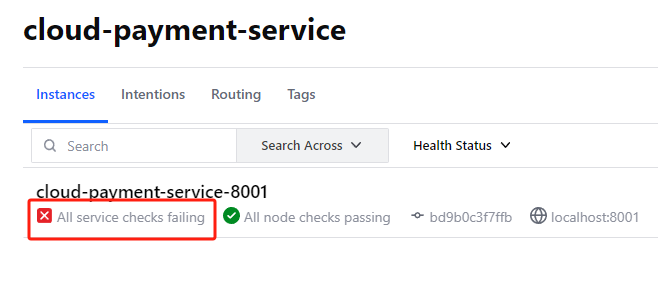 cloud-payment-service
Instances Intentions Routing Tags
Search Search Across Health Status
cloud-payment-service-8001
All service checks failing All node checks passing bd9b0c3f7ffb localhost:8001